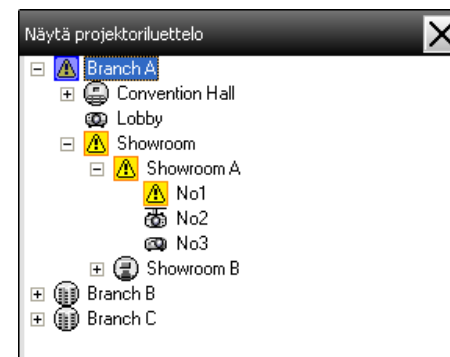 Näytä projektoriluettelo
Branch A
Convention Hall
Lobby
Showroom
Showroom A
No1
No2
No3
Showroom B
Branch B
Branch C